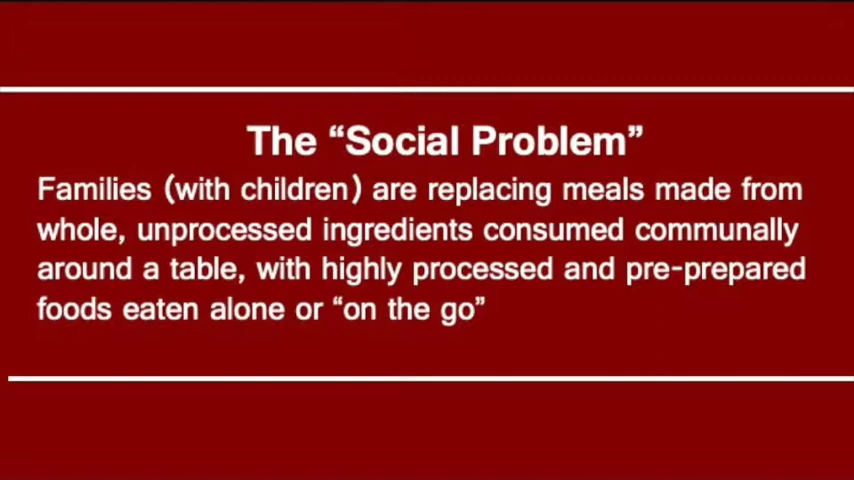 The “Social Problem”
Families (with children) are replacing meals made from
whole, unprocessed ingredients consumed communally
around a table, with highly processed and pre-prepared
foods eaten alone or “on the go”